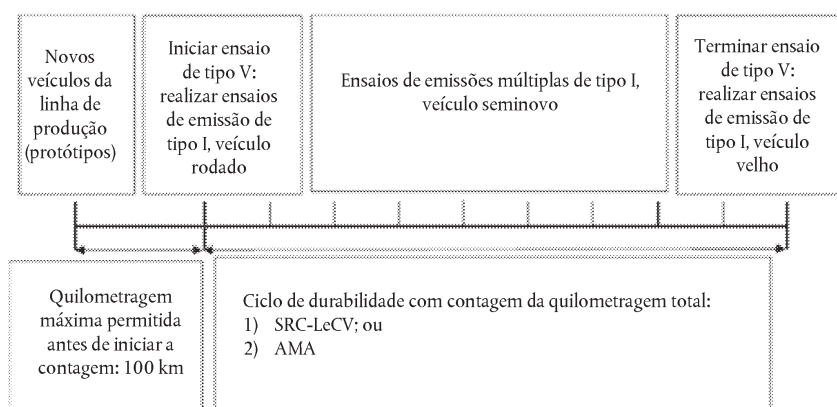 Novos
veículos da
linha de
produção
(protótipos)
Iniciar ensaio
de tipo V:
realizar ensaios
de emissão de
tipo I, veículo
rodado
Ensaios de emissões múltiplas de tipo I,
veículo seminovo
Terminar ensaio
de tipo V:
realizar ensaios
de emissão de
tipo I, veículo
velho
Quilometragem
máxima permitida
antes de iniciar a
contagem: 100 km
Ciclo de durabilidade com contagem da quilometragem total:
1) SRC-LeCV; ou
2) AMA